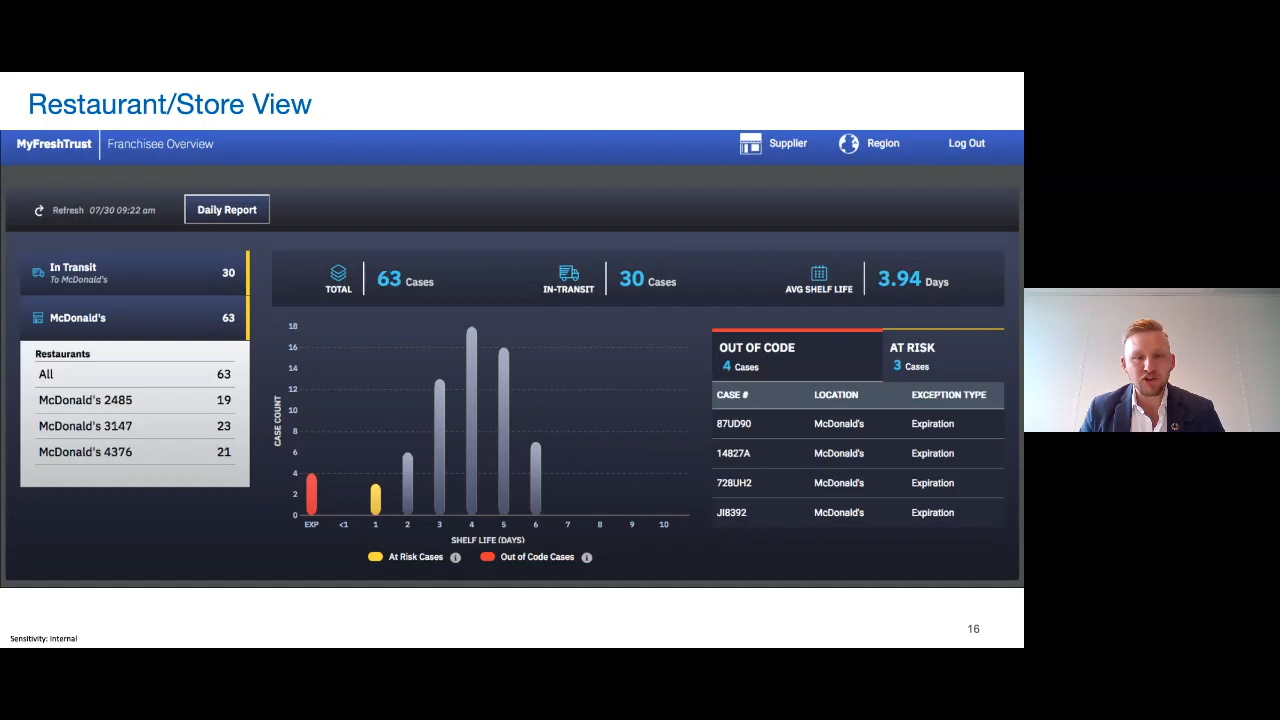 Restaurant/Store View
MyFreshTrust
Franchisee Overview
Supplier
Region
Log Out
Refresh 07/30 09:22 am
Daily Report
In Transit
To McDonald's
30
McDonald's
63
Restaurants
All 63
McDonald's 2485 19
McDonald's 3147 23
McDonald's 4376 21
TOTAL
63 Cases
IN-TRANSIT
30 Cases
AVG SHELF LIFE
3.94 Days
CASE COUNT
18
16
14
12
10
8
6
4
2
0
EXP <1 1 2 3 4 5 6 7 8 9 10
SHELF LIFE (DAYS)
At Risk Cases
Out of Code Cases
OUT OF CODE
4 Cases
AT RISK
3 Cases
CASE # LOCATION EXCEPTION TYPE
87UD90 McDonald's Expiration
14827A McDonald's Expiration
728UH2 McDonald's Expiration
JI8392 McDonald's Expiration
16
Sensitivity: Internal